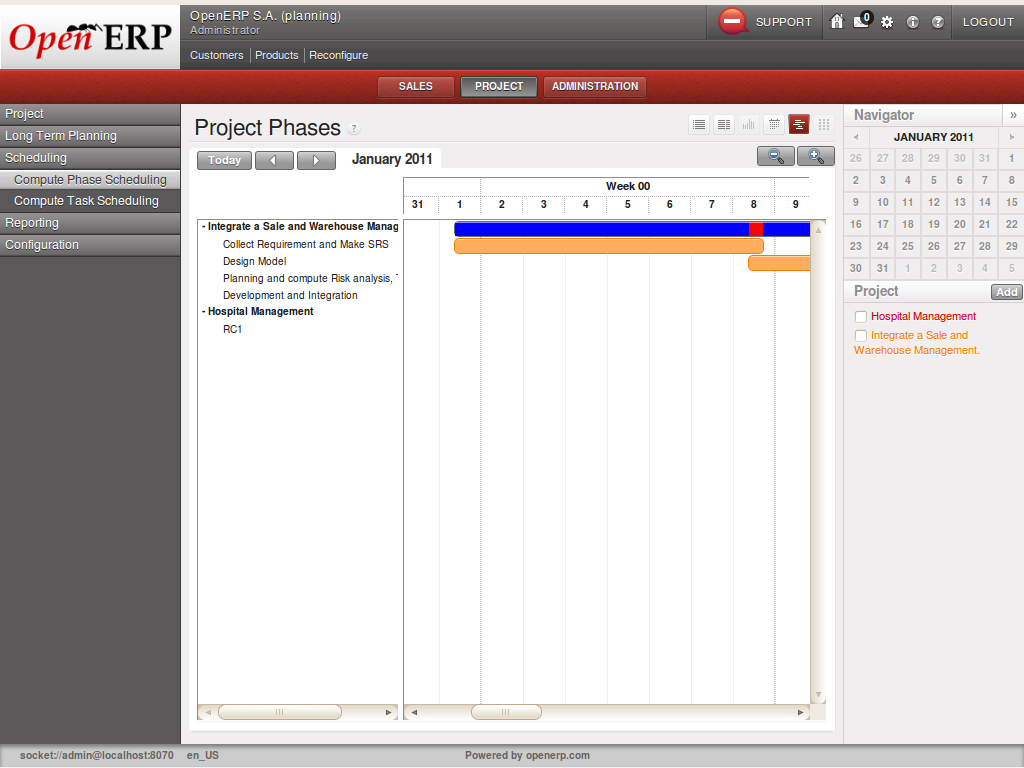 Open ERP
OpenERP S.A. (planning)
Administrator
Customers Products Reconfigure
SUPPORT 0 ? LOGOUT
SALES PROJECT ADMINISTRATION
Project
Long Term Planning
Scheduling
Compute Phase Scheduling
Compute Task Scheduling
Reporting
Configuration
Project Phases ?
Today January 2011
Week 00
31 1 2 3 4 5 6 7 8 9
- Integrate a Sale and Warehouse Manag
Collect Requirement and Make SRS
Design Model
Planning and compute Risk analysis,
Development and Integration
- Hospital Management
RC1
Navigator »
JANUARY 2011
26 27 28 29 30 31 1
2 3 4 5 6 7 8
9 10 11 12 13 14 15
16 17 18 19 20 21 22
23 24 25 26 27 28 29
30 31 1 2 3 4 5
Project Add
Hospital Management
Integrate a Sale and
Warehouse Management.
socket://admin@localhost:8070 en_US Powered by openerp.com